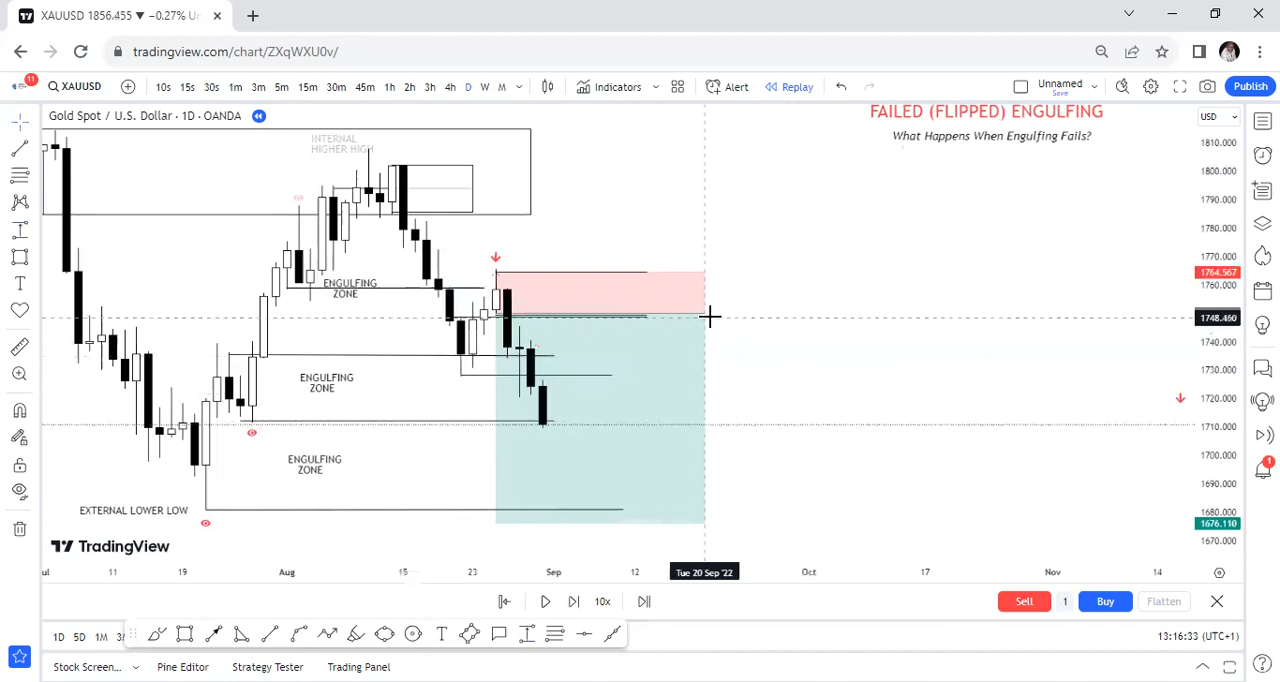 XAUUSD 1856.455 ▼ −0.27% Un
tradingview.com/chart/ZXqWXU0v/
11
XAUUSD
10s 15s 30s 1m 3m 5m 15m 30m 45m 1h 2h 3h 4h D W M
Indicators
Alert
Replay
Unnamed
Save
Publish
Gold Spot / U.S. Dollar · 1D · OANDA
FAILED (FLIPPED) ENGULFING
What Happens When Engulfing Fails?
USD
INTERNAL
HIGHER HIGH
ENGULFING
ZONE
ENGULFING
ZONE
ENGULFING
ZONE
EXTERNAL LOWER LOW
TradingView
1810.000
1800.000
1790.000
1780.000
1770.000
1764.567
1760.000
1748.460
1740.000
1730.000
1720.000
1710.000
1700.000
1690.000
1680.000
1676.110
1670.000
1
ul 11 19 Aug 15 23 Sep 12 Tue 20 Sep '22 Oct 17 Nov 14
10x
Sell 1 Buy Flatten
1D 5D 1M
13:16:33 (UTC+1)
Stock Screen... Pine Editor Strategy Tester Trading Panel